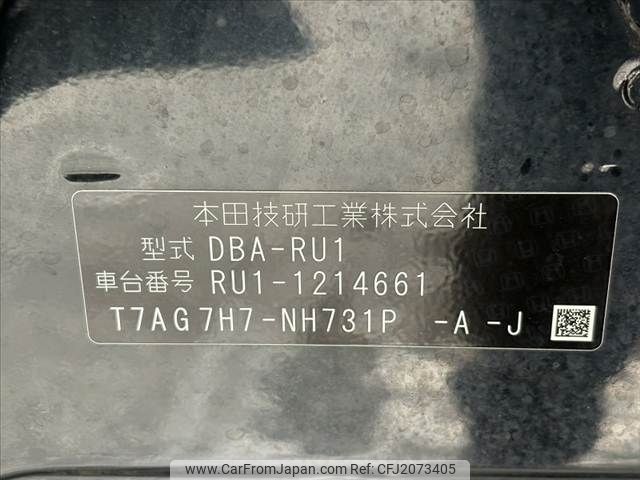 本田技研工業株式会社
型式 DBA-RU1
車台番号 RU1-1214661
T7AG7H7-NH731P -A -J
www.CarFromJapan.com | Ref No. CFJ2073405